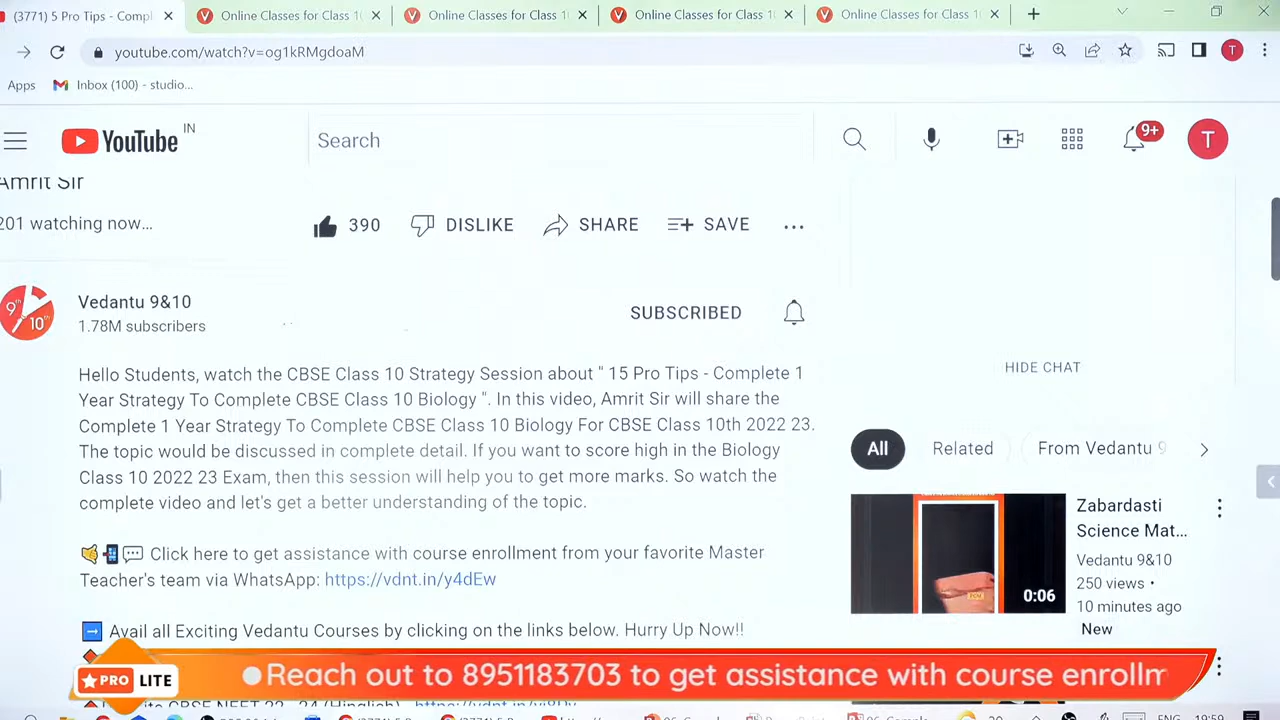 (3771) 5 Pro Tips - Compl
Online Classes for Class 1
Online Classes for Class 1
Online Classes for Class 1
Online Classes for Class 1
youtube.com/watch?v=og1kRMgdoaM
T
Apps
Inbox (100) - studio...
YouTube IN
Search
9+
T
Amrit Sir
201 watching now...
390
DISLIKE
SHARE
SAVE
9th 10th
Vedantu 9&10
1.78M subscribers
SUBSCRIBED
Hello Students, watch the CBSE Class 10 Strategy Session about " 15 Pro Tips - Complete 1
Year Strategy To Complete CBSE Class 10 Biology ". In this video, Amrit Sir will share the
Complete 1 Year Strategy To Complete CBSE Class 10 Biology For CBSE Class 10th 2022 23.
The topic would be discussed in complete detail. If you want to score high in the Biology
Class 10 2022 23 Exam, then this session will help you to get more marks. So watch the
complete video and let's get a better understanding of the topic.
Click here to get assistance with course enrollment from your favorite Master
Teacher's team via WhatsApp: https://vdnt.in/y4dEw
Avail all Exciting Vedantu Courses by clicking on the links below. Hurry Up Now!!
HIDE CHAT
All
Related
From Vedantu 9
Zabardasti
Science Mat...
Vedantu 9&10
250 views •
10 minutes ago
New
0:06
PRO LITE
Reach out to 8951183703 to get assistance with course enrollm
ENG
19:59